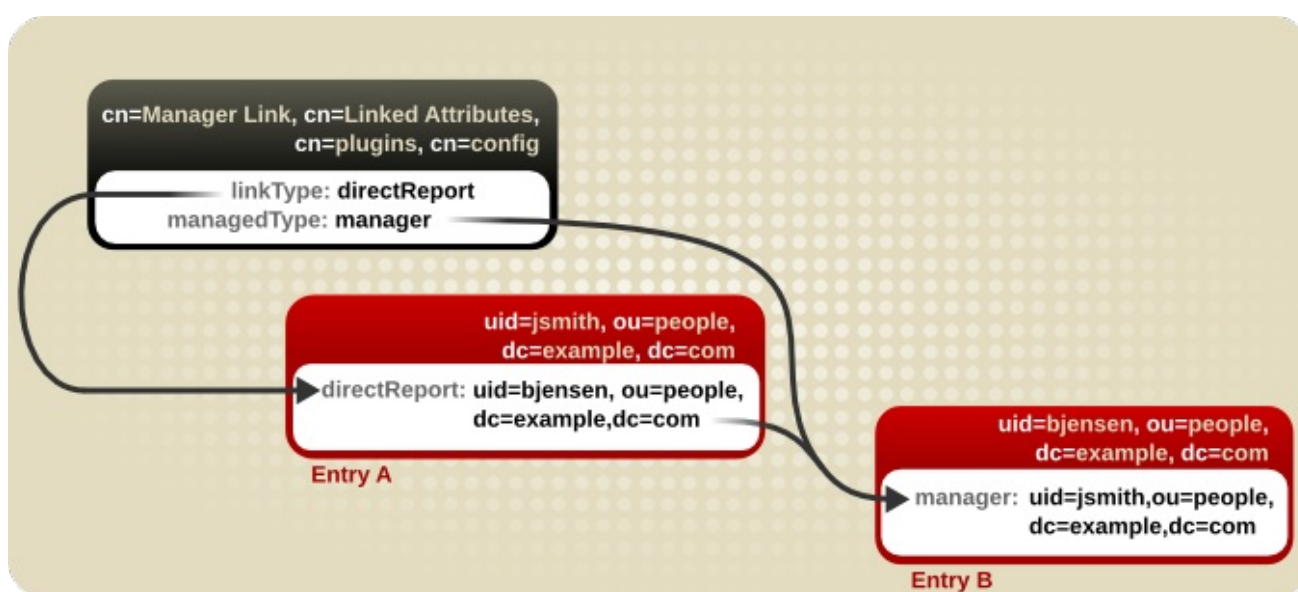 cn=Manager Link, cn=Linked Attributes,
cn=plugins, cn=config
linkType: directReport
managedType: manager
uid=jsmith, ou=people,
dc=example, dc=com
directReport: uid=bjensen, ou=people,
dc=example,dc=com
Entry A
uid=bjensen, ou=people,
dc=example, dc=com
manager: uid=jsmith,ou=people,
dc=example,dc=com
Entry B